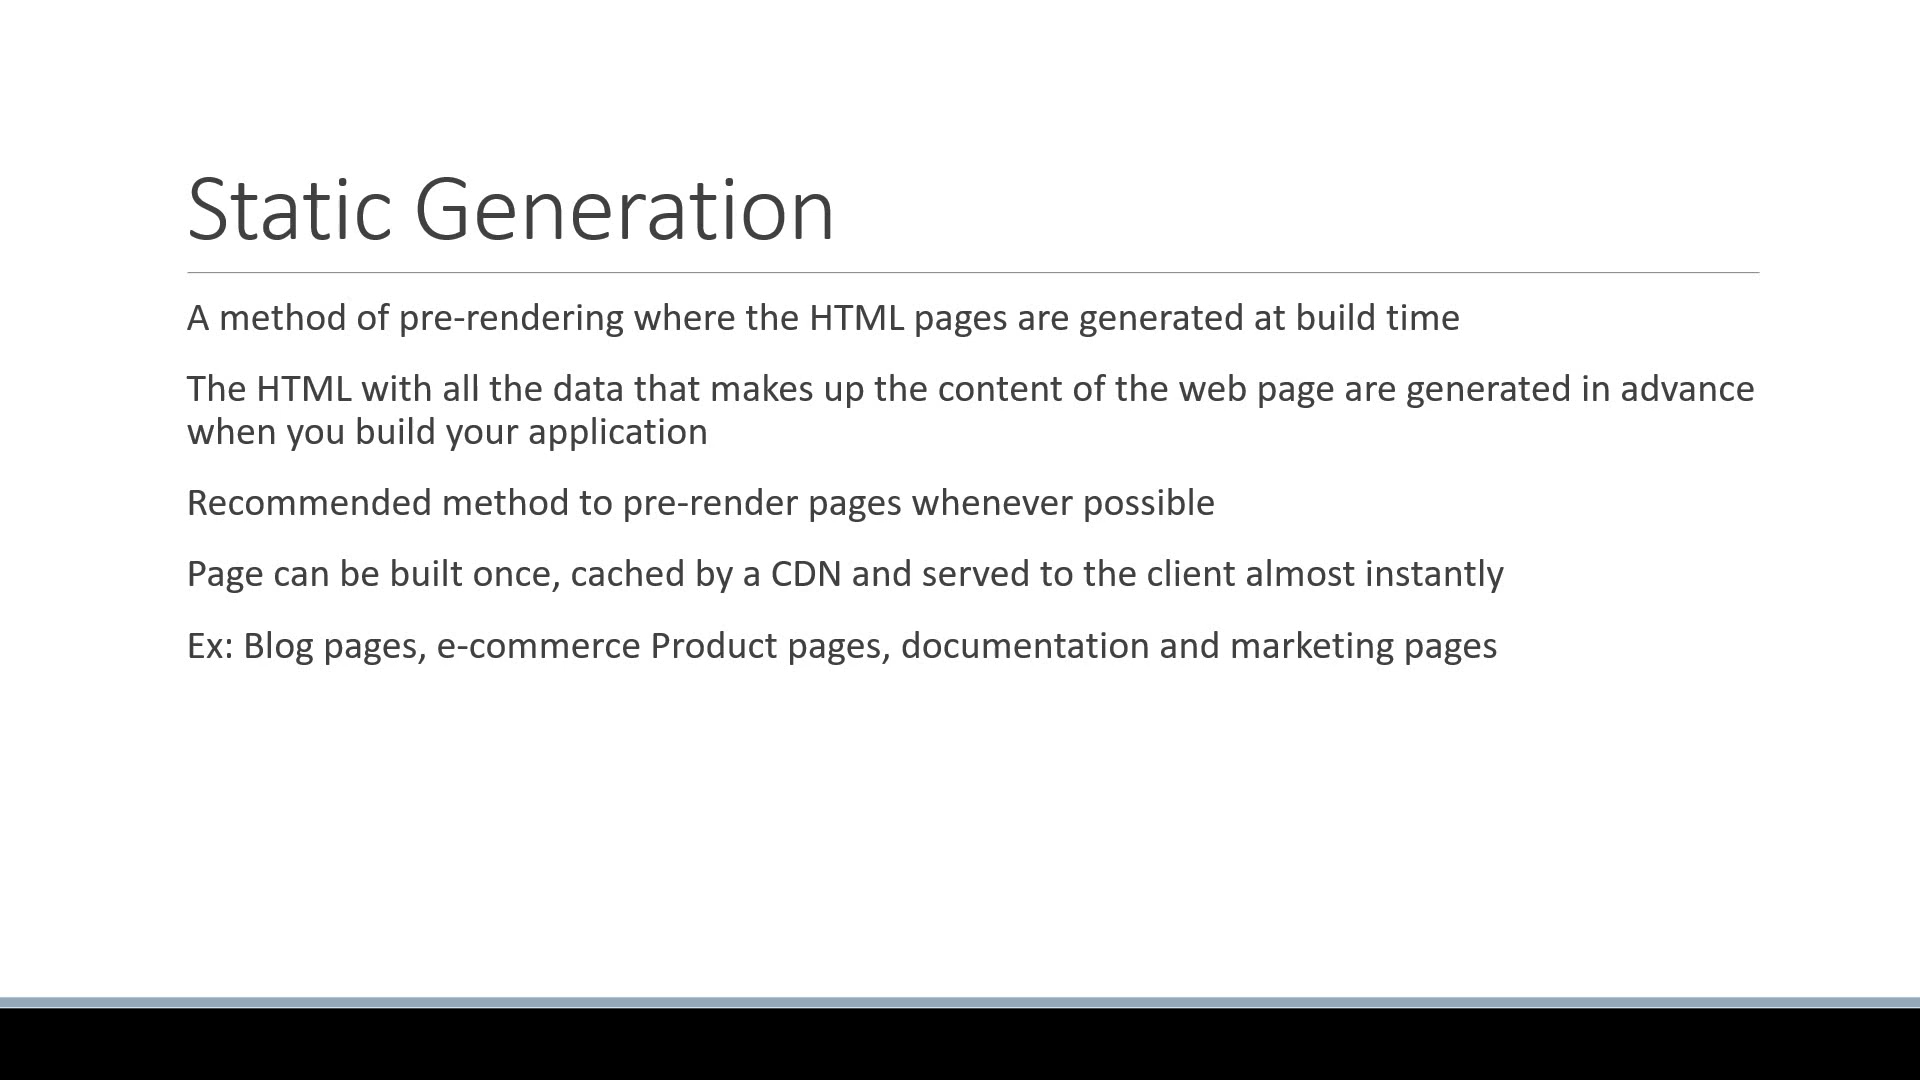 Static Generation
A method of pre-rendering where the HTML pages are generated at build time
The HTML with all the data that makes up the content of the web page are generated in advance
when you build your application
Recommended method to pre-render pages whenever possible
Page can be built once, cached by a CDN and served to the client almost instantly
Ex: Blog pages, e-commerce Product pages, documentation and marketing pages